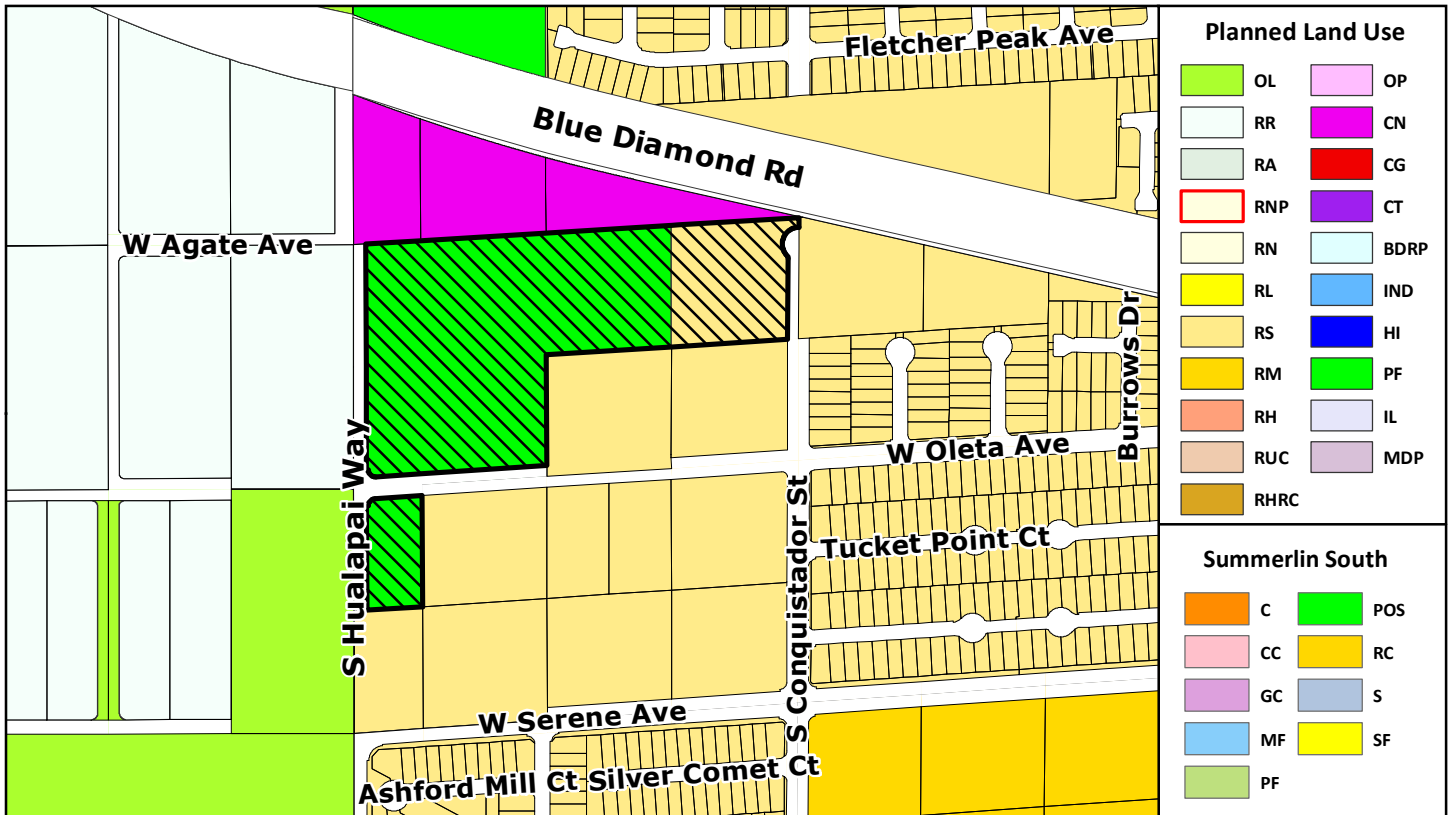 Fletcher Peak Ave
Blue Diamond Rd
W Agate Ave
Burrows Dr
S Hualapai Way
W Oleta Ave
S Conquistador St
Tucket Point Ct
W Serene Ave
Ashford Mill Ct
Silver Comet Ct
Planned Land Use
OL
RR
RA
RNP
RN
RL
RS
RM
RH
RUC
RHRC
OP
CN
CG
CT
BDRP
IND
HI
PF
IL
MDP
Summerlin South
C
CC
GC
MF
PF
POS
RC
S
SF